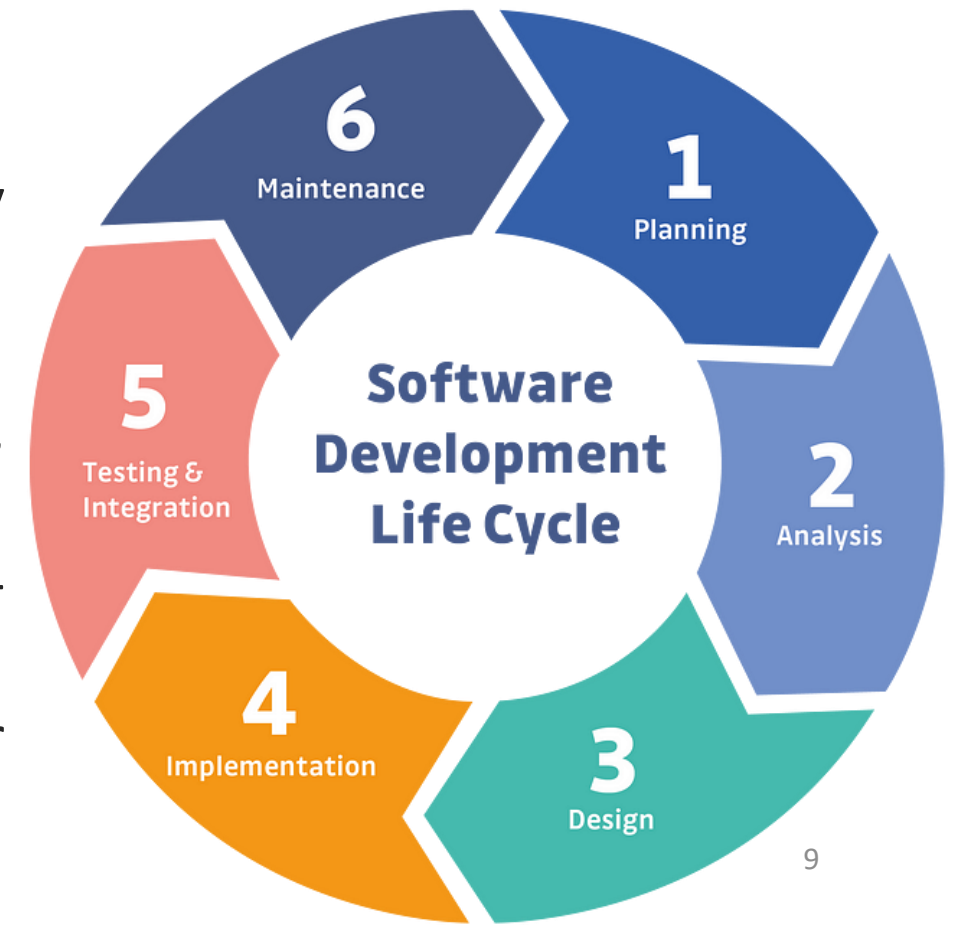 Software
Development
Life Cycle
1
Planning
2
Analysis
3
Design
4
Implementation
5
Testing &
Integration
6
Maintenance
9